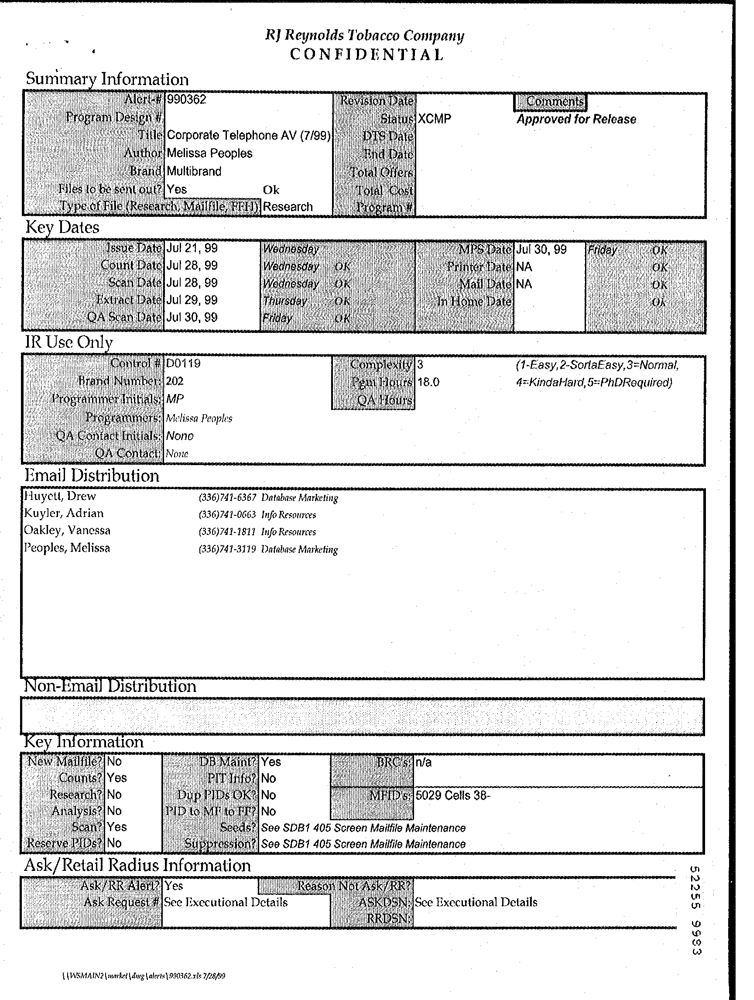 RJ Reynolds Tobacco Company
CONFIDENTIAL
Summary Information
Alert-# 990362 Revision Date Comments
Program Design # Status XCMP Approved for Release
Title Corporate Telephone AV (7/99) DTS Date
Author Melissa Peoples End Date
Brand Multibrand Total Offers
Files to be sent out? Yes Ok Total Cost
Type of File (Research, Mailfile, FFH) Research Program #
Key Dates
Issue Date Jul 21, 99 Wednesday MPS Date Jul 30, 99 Friday OK
Count Date Jul 28, 99 Wednesday OK Printer Date NA OK
Scan Date Jul 28, 99 Wednesday OK Mail Date NA OK
Extract Date Jul 29, 99 Thursday OK In Home Date OK
QA Scan Date Jul 30, 99 Friday OK
IR Use Only
Control # D0119 Complexity 3 (1-Easy,2-SortaEasy,3=Normal,
Brand Number: 202 Pgm Hours 18.0 4=KindaHard,5=PhDRequired)
Programmer Initials: MP QA Hours
Programmers: Melissa Peoples
QA Contact Initials: None
QA Contact: None
Email Distribution
Huyett, Drew (336)741-6367 Database Marketing
Kuyler, Adrian (336)741-0663 Info Resources
Oakley, Vanessa (336)741-1811 Info Resources
Peoples, Melissa (336)741-3119 Database Marketing
Non-Email Distribution
Key Information
New Mailfile? No DB Maint? Yes BRC's: n/a
Counts? Yes PIT Info? No
Research? No Dup PIDs OK? No MFID's: 5029 Cells 38-
Analysis? No PID to MF to FF? No
Scan? Yes Seeds? See SDB1 405 Screen Mailfile Maintenance
Reserve PIDs? No Suppression? See SDB1 405 Screen Mailfile Maintenance
Ask/Retail Radius Information
Ask/RR Alert? Yes Reason Not Ask/RR?
Ask Request # See Executional Details ASKDSN: See Executional Details
RRDSN:
52255 9983
\\WSMAIN2\market\dwg\alerts\990362.xls 7/28/99